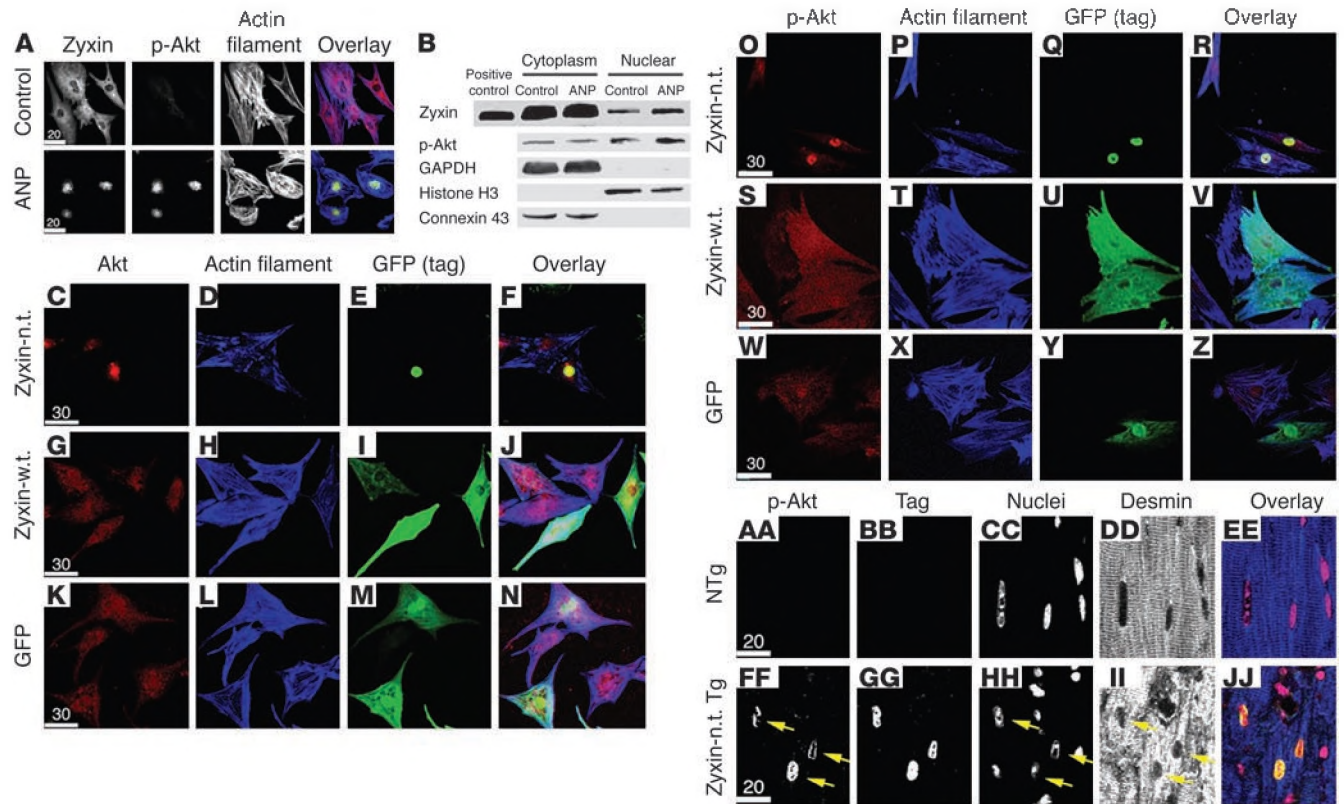 A
Zyxin p-Akt Actin filament Overlay
Control
20
ANP
20
B
Cytoplasm Nuclear
Positive control Control ANP Control ANP
Zyxin
p-Akt
GAPDH
Histone H3
Connexin 43
Akt Actin filament GFP (tag) Overlay
Zyxin-n.t.
C D E F
30
Zyxin-w.t.
G H I J
30
GFP
K L M N
30
p-Akt Actin filament GFP (tag) Overlay
Zyxin-n.t.
O P Q R
30
Zyxin-w.t.
S T U V
30
GFP
W X Y Z
30
p-Akt Tag Nuclei Desmin Overlay
NTg
AA BB CC DD EE
20
Zyxin-n.t. Tg
FF GG HH II JJ
20